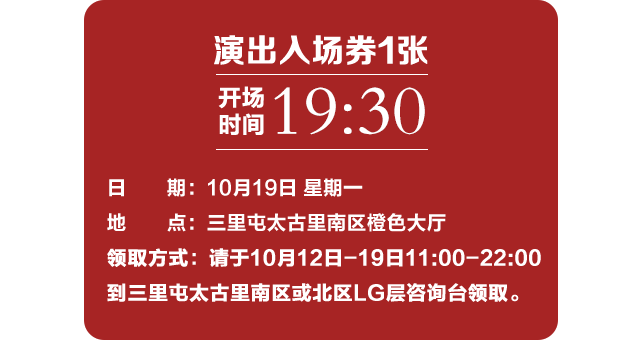 演出入场券1张
开场
时间 19:30
日　　期：10月19日 星期一
地　　点：三里屯太古里南区橙色大厅
领取方式：请于10月12日-19日11:00-22:00
到三里屯太古里南区或北区LG层咨询台领取。